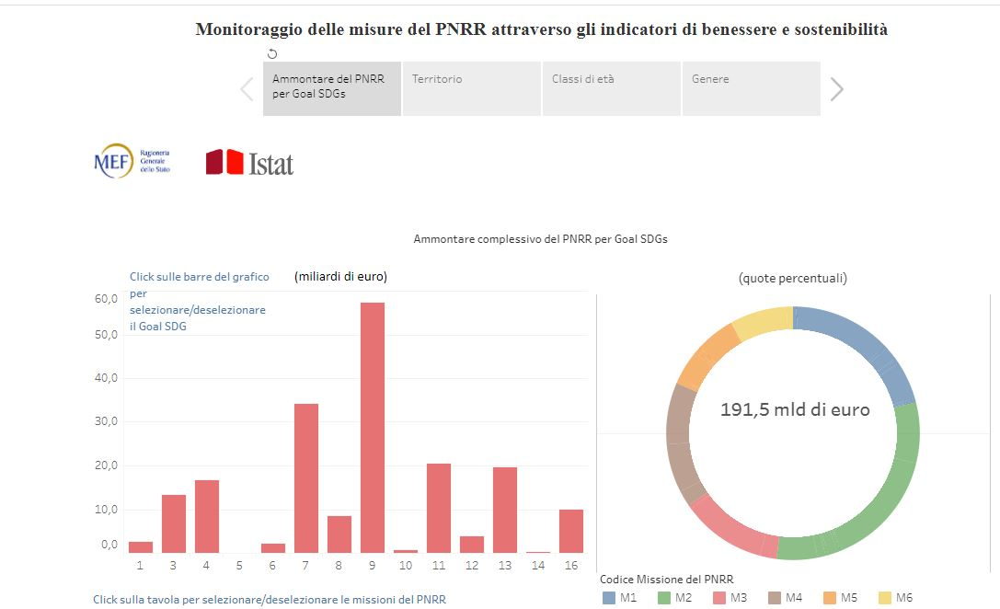 Monitoraggio delle misure del PNRR attraverso gli indicatori di benessere e sostenibilità
Ammontare del PNRR
per Goal SDGs
Territorio
Classi di età
Genere
MEF
Ragioneria
Generale
dello Stato
Istat
Ammontare complessivo del PNRR per Goal SDGs
Click sulle barre del grafico
per
selezionare/deselezionare
il Goal SDG
(miliardi di euro)
(quote percentuali)
60,0
50,0
40,0
30,0
20,0
10,0
0,0
1 3 4 5 6 7 8 9 10 11 12 13 14 16
191,5 mld di euro
Codice Missione del PNRR
M1 M2 M3 M4 M5 M6
Click sulla tavola per selezionare/deselezionare le missioni del PNRR